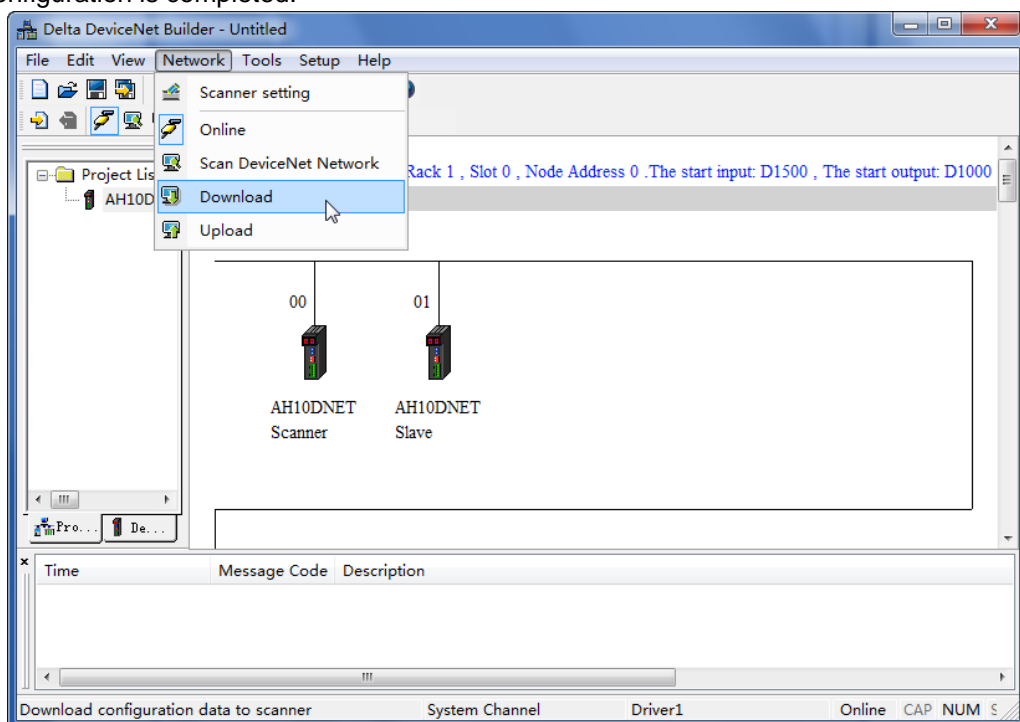 configuration is completed.
Delta DeviceNet Builder - Untitled
File Edit View Network Tools Setup Help
Scanner setting
Online
Scan DeviceNet Network
Download
Upload
Project Lis
AH10D
Rack 1 , Slot 0 , Node Address 0 .The start input: D1500 , The start output: D1000
00
01
AH10DNET
Scanner
AH10DNET
Slave
Pro... De...
Time Message Code Description
Download configuration data to scanner System Channel Driver1 Online CAP NUM S